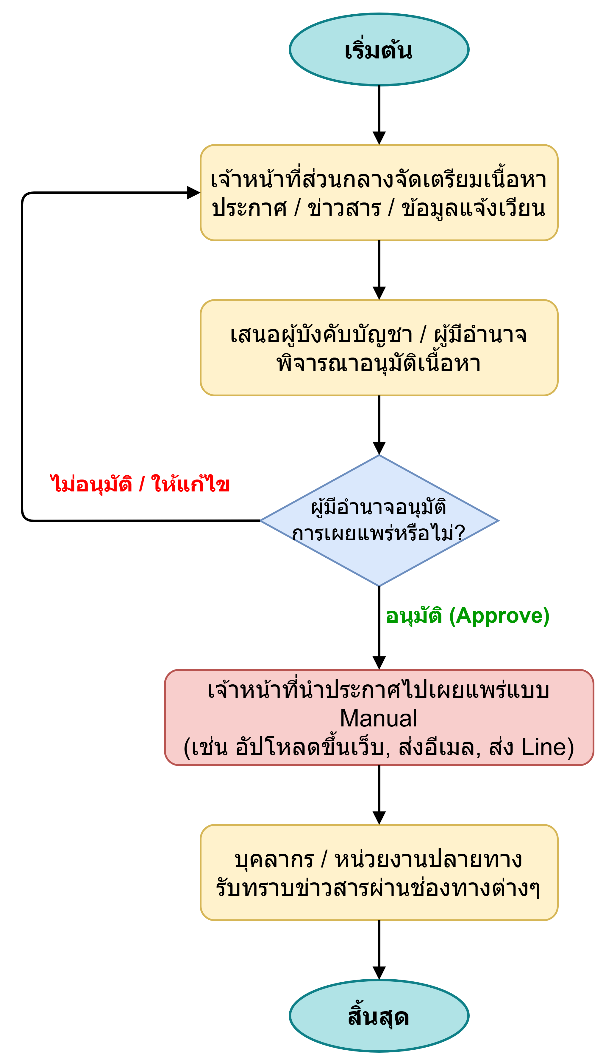 เริ่มต้น
เจ้าหน้าที่ส่วนกลางจัดเตรียมเนื้อหา
ประกาศ / ข่าวสาร / ข้อมูลแจ้งเวียน
เสนอผู้บังคับบัญชา / ผู้มีอำนาจ
พิจารณาอนุมัติเนื้อหา
ไม่อนุมัติ / ให้แก้ไข
ผู้มีอำนาจอนุมัติ
การเผยแพร่หรือไม่?
อนุมัติ (Approve)
เจ้าหน้าที่นำประกาศไปเผยแพร่แบบ
Manual
(เช่น อัปโหลดขึ้นเว็บ, ส่งอีเมล, ส่ง Line)
บุคลากร / หน่วยงานปลายทาง
รับทราบข่าวสารผ่านช่องทางต่างๆ
สิ้นสุด